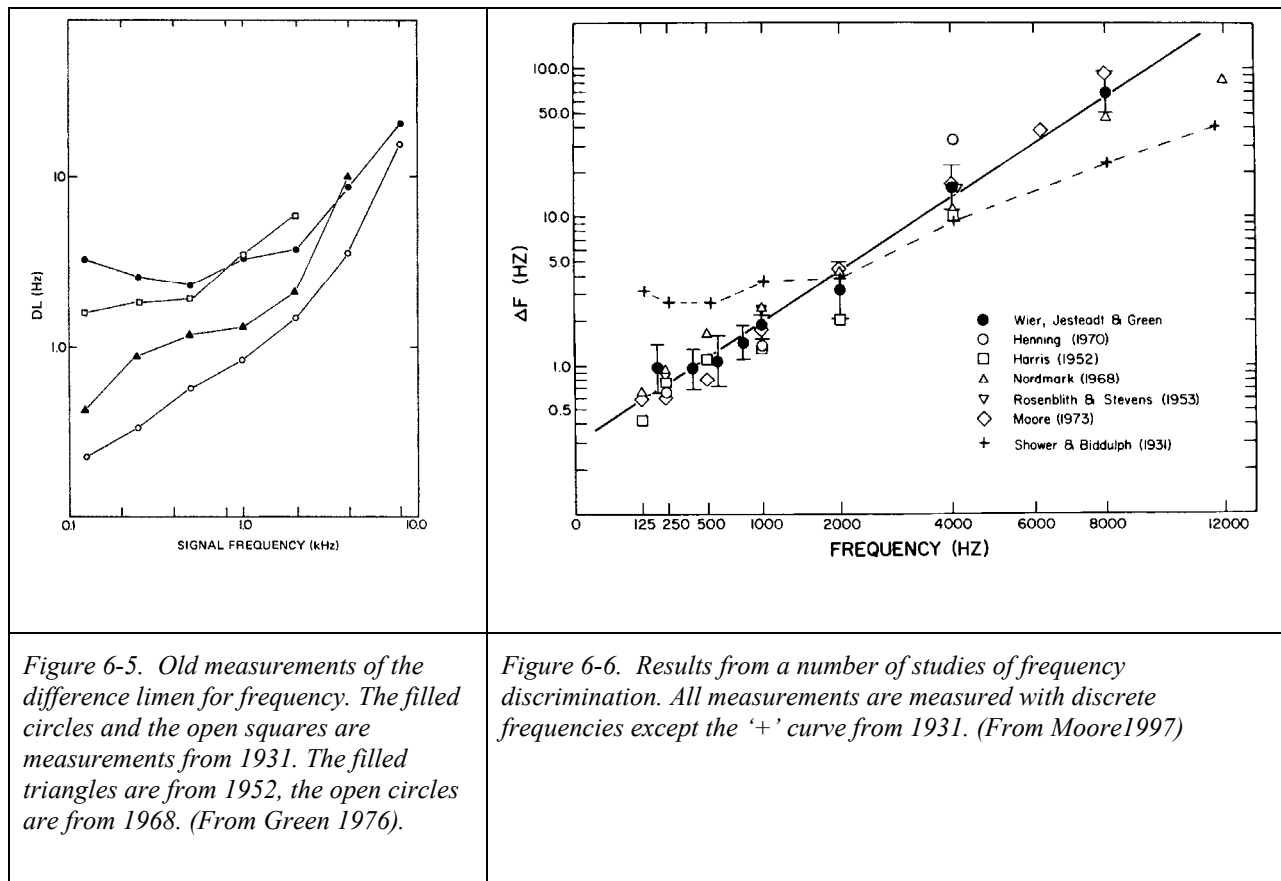 10
1.0
DL (Hz)
0.1
1.0
10.0
SIGNAL FREQUENCY (kHz)
100.0
50.0
10.0
5.0
1.0
0.5
ΔF (HZ)
0
125
250
500
1000
2000
4000
6000
8000
12000
FREQUENCY (HZ)
Wier, Jesteadt & Green
Henning (1970)
Harris (1952)
Nordmark (1968)
Rosenblith & Stevens (1953)
Moore (1973)
Shower & Biddulph (1931)
Figure 6-5. Old measurements of the
difference limen for frequency. The filled
circles and the open squares are
measurements from 1931. The filled
triangles are from 1952, the open circles
are from 1968. (From Green 1976).
Figure 6-6. Results from a number of studies of frequency
discrimination. All measurements are measured with discrete
frequencies except the ‘+’ curve from 1931. (From Moore1997)